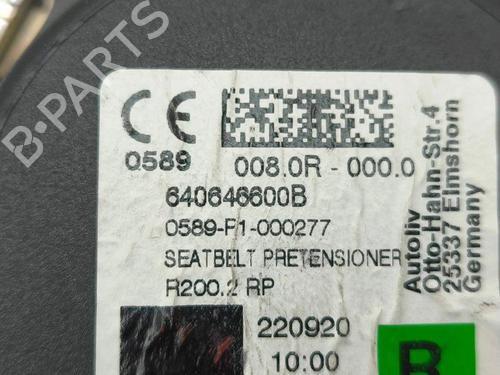 CE
0589
008.0R - 000.0
640646600B
0589-P1-000277
SEATBELT PRETENSIONER
R200.2 RP
220920
10:00
R
Autoliv
Otto-Hahn-Str.4
25337 Elmshorn
Germany
B-PARTS